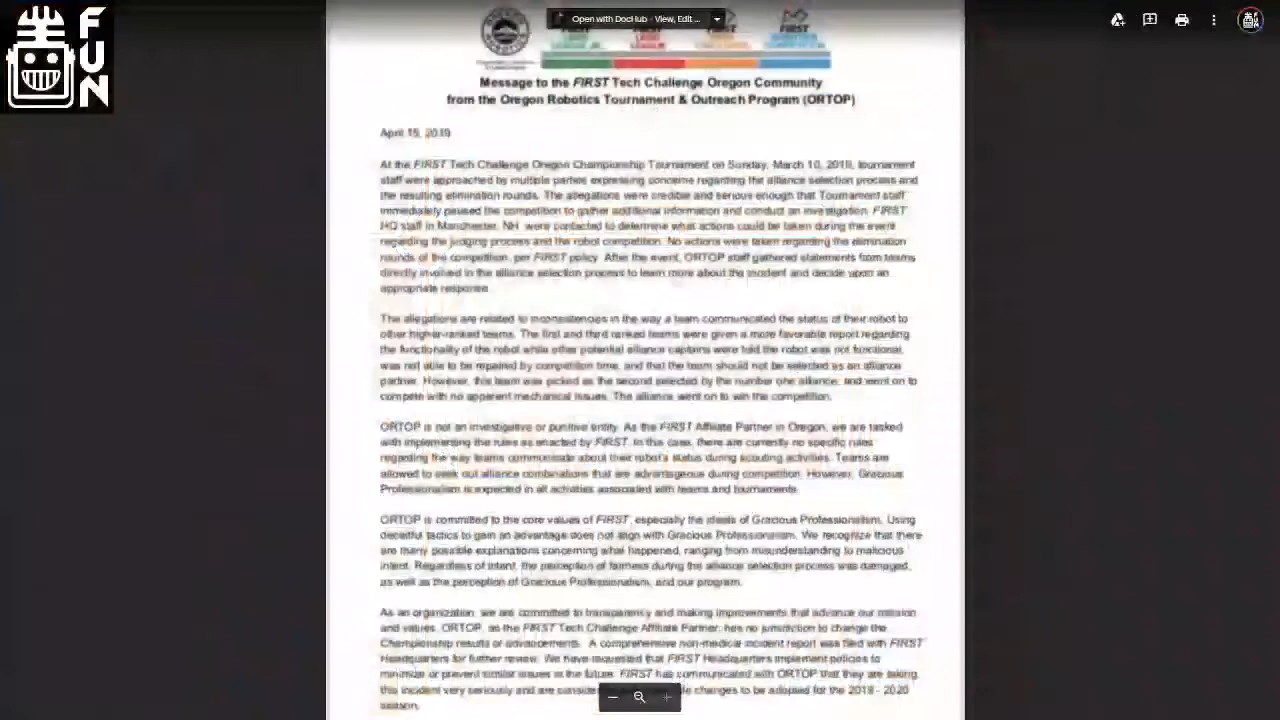 FUN
Open with DocHub - View, Edit ...
FIRST FIRST FIRST FIRST
Message to the FIRST Tech Challenge Oregon Community
from the Oregon Robotics Tournament & Outreach Program (ORTOP)
April 15, 2019
At the FIRST Tech Challenge Oregon Championship Tournament on Sunday, March 10, 2019, tournament
staff were approached by multiple parties expressing concerns regarding the alliance selection process and
the resulting elimination rounds. The allegations were credible and serious enough that Tournament staff
immediately paused the competition to gather additional information and conduct an investigation. FIRST
HQ staff in Manchester, NH were contacted to determine what actions could be taken during the event
regarding the judging process and the robot competition. No actions were taken regarding the elimination
rounds of the competition, per FIRST policy. After the event, ORTOP staff gathered statements from teams
directly involved in the alliance selection process to learn more about the incident and decide upon an
appropriate response.
The allegations are related to inconsistencies in the way a team communicated the status of their robot to
other higher-ranked teams. The first and third ranked teams were given a more favorable report regarding
the functionality of the robot while other potential alliance captains were told the robot was not functional,
was not able to be repaired by competition time, and that the team should not be selected as an alliance
partner. However, this team was picked as the second selected by the number one alliance, and went on to
compete with no apparent mechanical issues. The alliance went on to win the competition.
ORTOP is not an investigative or punitive entity. As the FIRST Affiliate Partner in Oregon, we are tasked
with implementing the rules as enacted by FIRST. In this case, there are currently no specific rules
regarding the way teams communicate about their robot's status during scouting activities. Teams are
allowed to seek out alliance combinations that are advantageous during competition. However, Gracious
Professionalism is expected in all activities associated with teams and tournaments.
ORTOP is committed to the core values of FIRST, especially the ideals of Gracious Professionalism. Using
deceitful tactics to gain an advantage does not align with Gracious Professionalism. We recognize that there
are many possible explanations concerning what happened, ranging from misunderstanding to malicious
intent. Regardless of intent, the perception of fairness during the alliance selection process was damaged,
as well as the perception of Gracious Professionalism, and our program.
As an organization, we are committed to transparency and making improvements that advance our mission
and values. ORTOP, as the FIRST Tech Challenge Affiliate Partner, has no jurisdiction to change the
Championship results or advancements. A comprehensive non-medical incident report was filed with FIRST
Headquarters for further review. We have requested that FIRST Headquarters implement policies to
minimize or prevent similar issues in the future. FIRST has communicated with ORTOP that they are taking
this incident very seriously and are changes to be adopted for the 2019 - 2020
season.